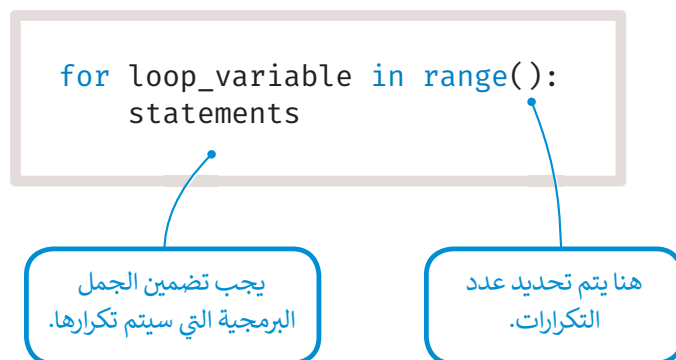 for loop_variable in range():
statements
هنا يتم تحديد عدد
التكرارات.
يجب تضمين الجمل
البرمجية التي سيتم تكرارها.